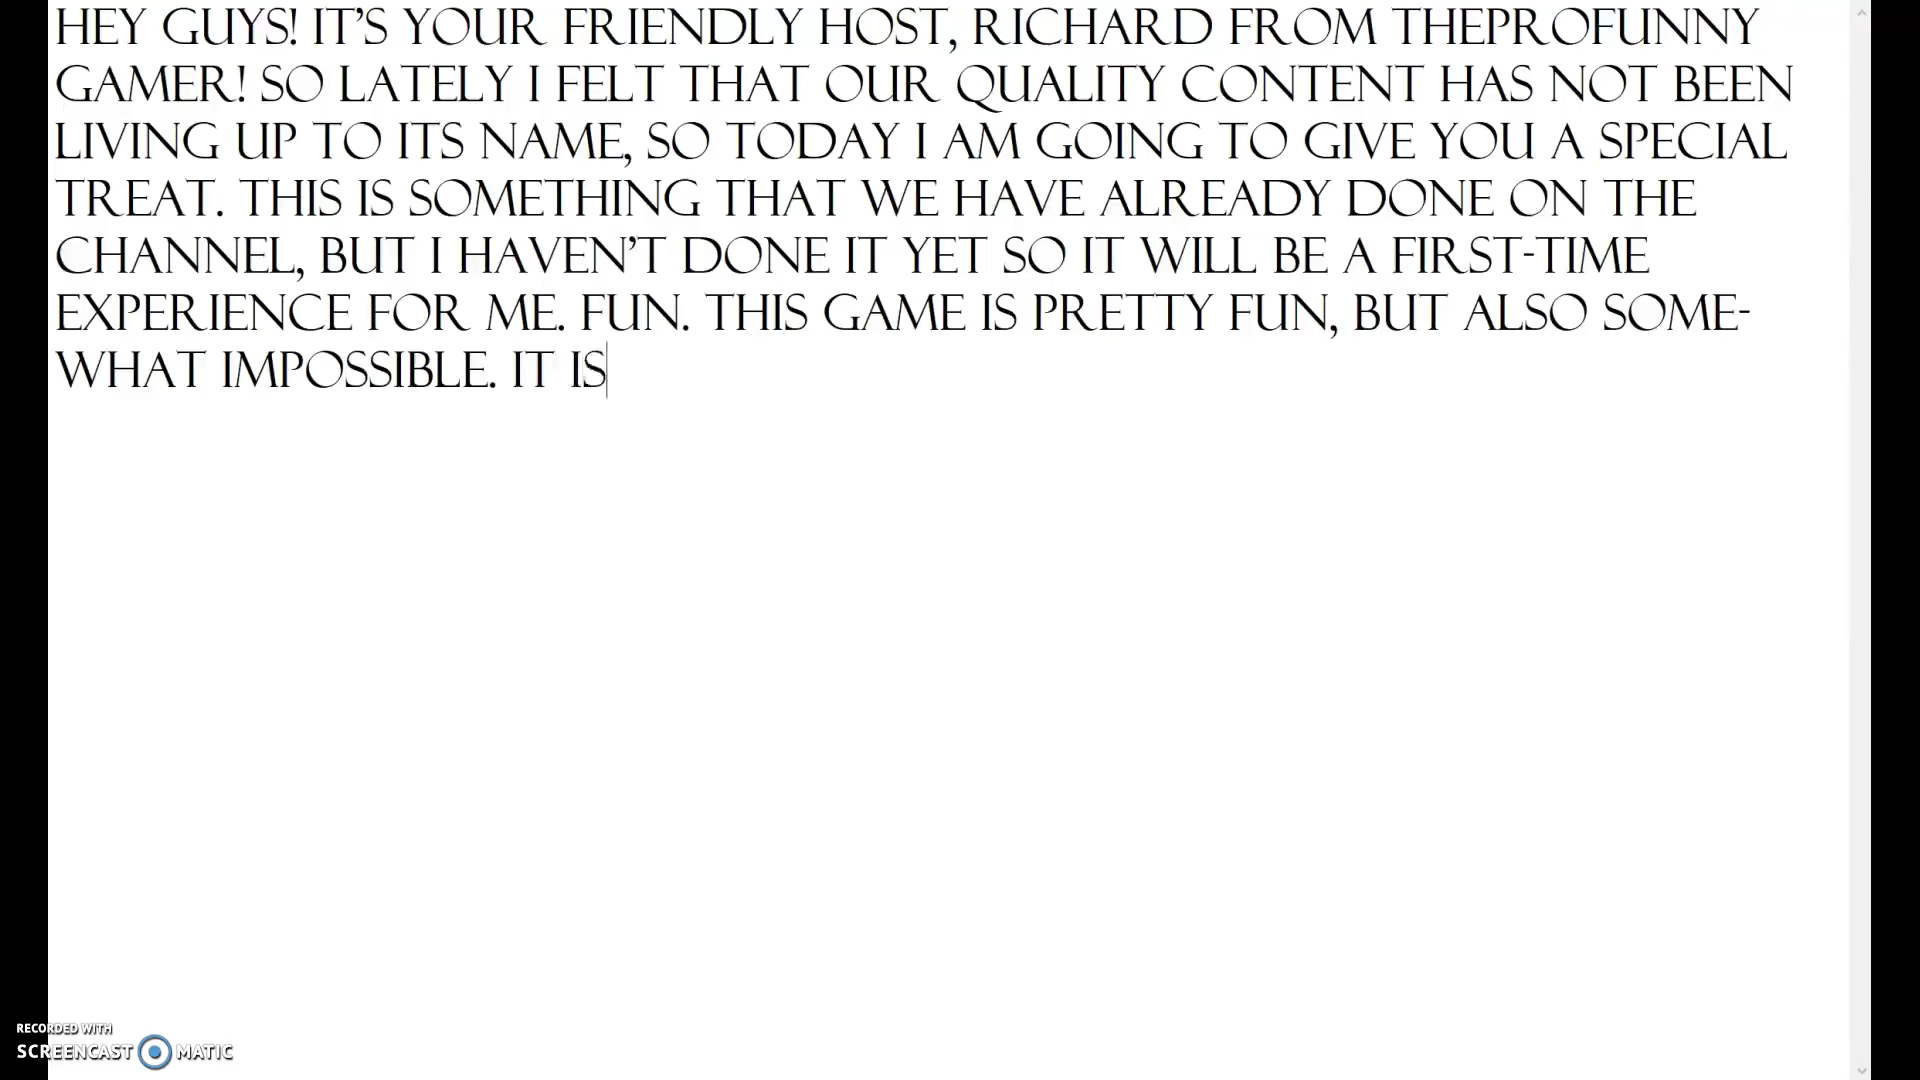 HEY GUYS! IT’S YOUR FRIENDLY HOST, RICHARD FROM THEPROFUNNY
GAMER! SO LATELY I FELT THAT OUR QUALITY CONTENT HAS NOT BEEN
LIVING UP TO ITS NAME, SO TODAY I AM GOING TO GIVE YOU A SPECIAL
TREAT. THIS IS SOMETHING THAT WE HAVE ALREADY DONE ON THE
CHANNEL, BUT I HAVEN’T DONE IT YET SO IT WILL BE A FIRST-TIME
EXPERIENCE FOR ME. FUN. THIS GAME IS PRETTY FUN, BUT ALSO SOME-
WHAT IMPOSSIBLE. IT IS
RECORDED WITH
SCREENCAST MATIC